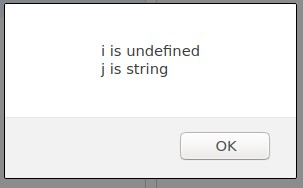 i is undefined
j is string
OK